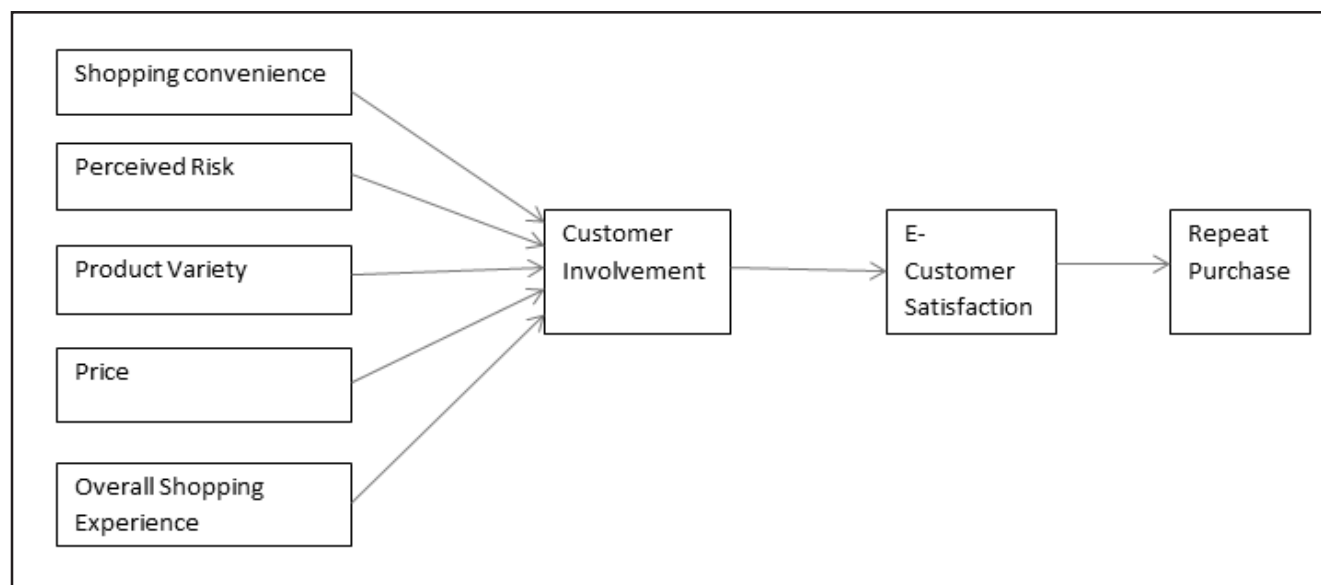 Shopping convenience
Perceived Risk
Product Variety
Price
Overall Shopping
Experience
Customer
Involvement
E-
Customer
Satisfaction
Repeat
Purchase